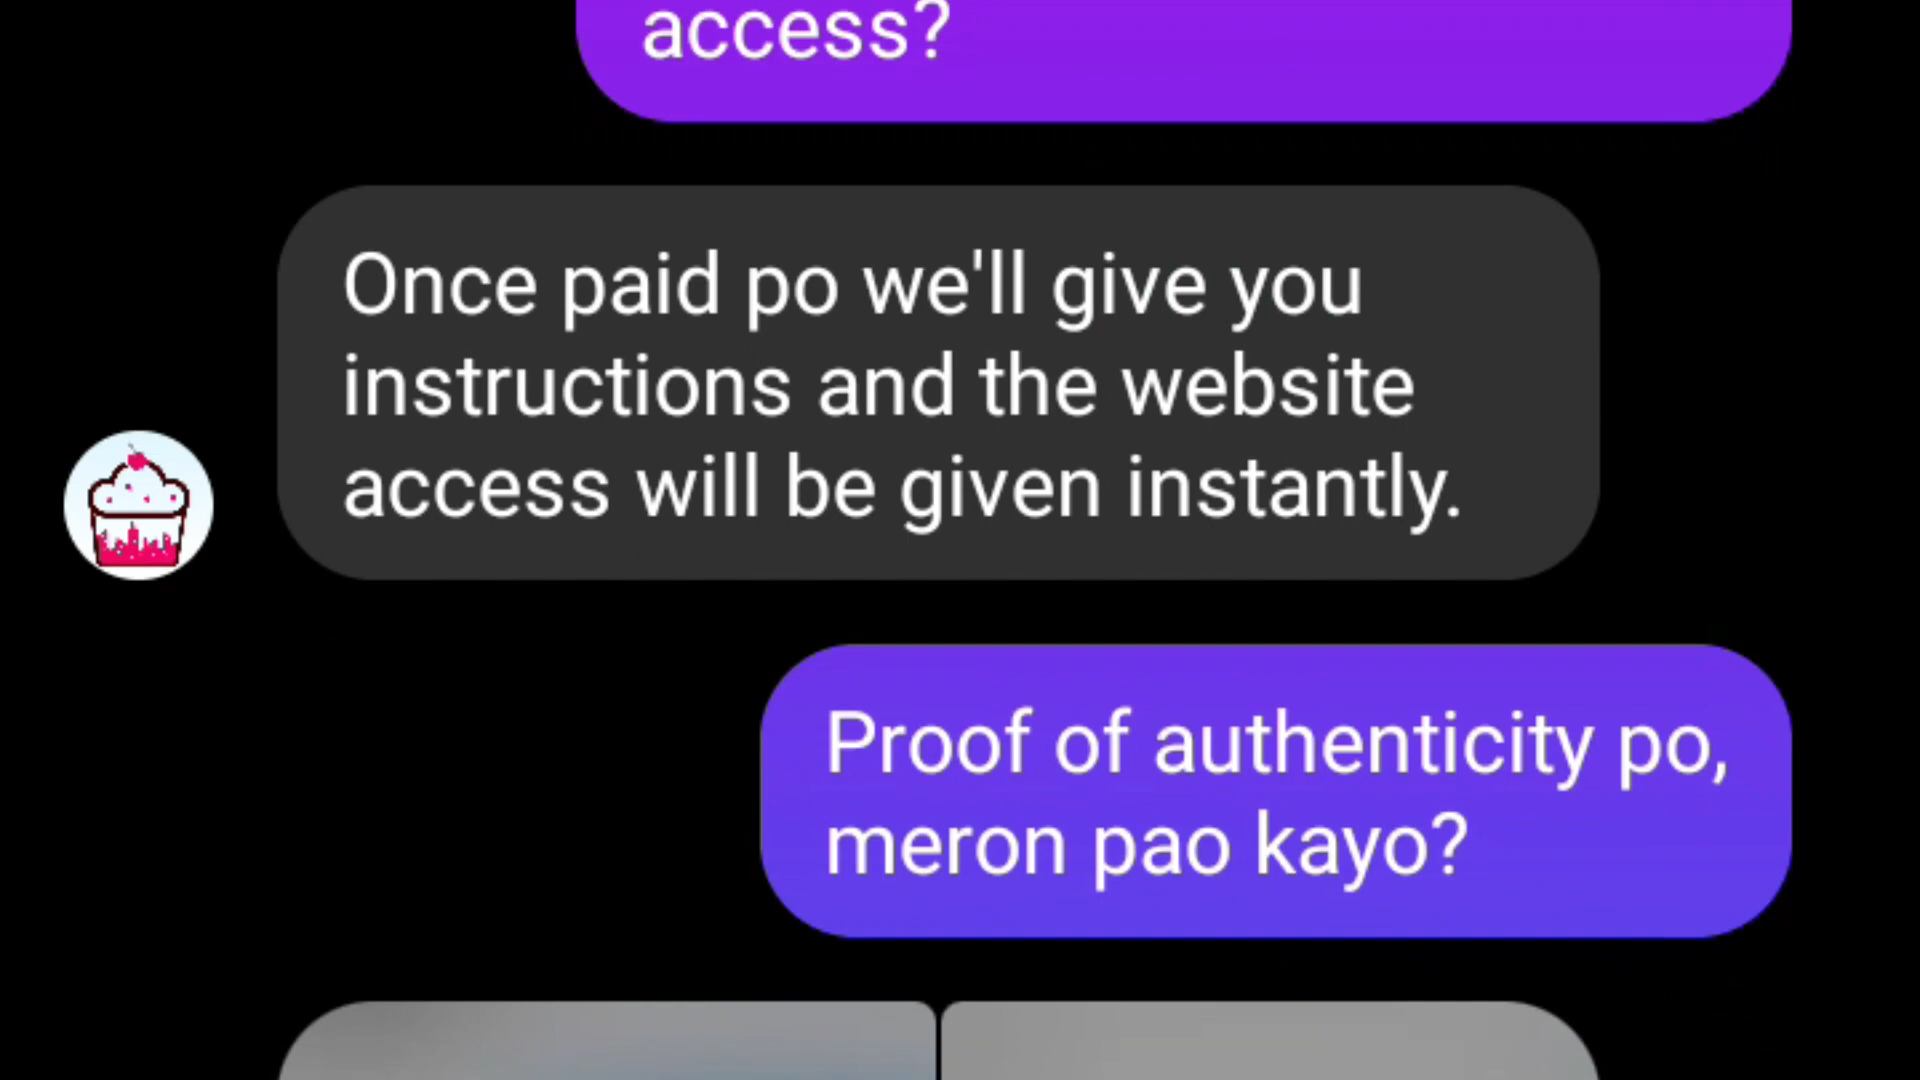 access?
Once paid po we'll give you
instructions and the website
access will be given instantly.
Proof of authenticity po,
meron pao kayo?